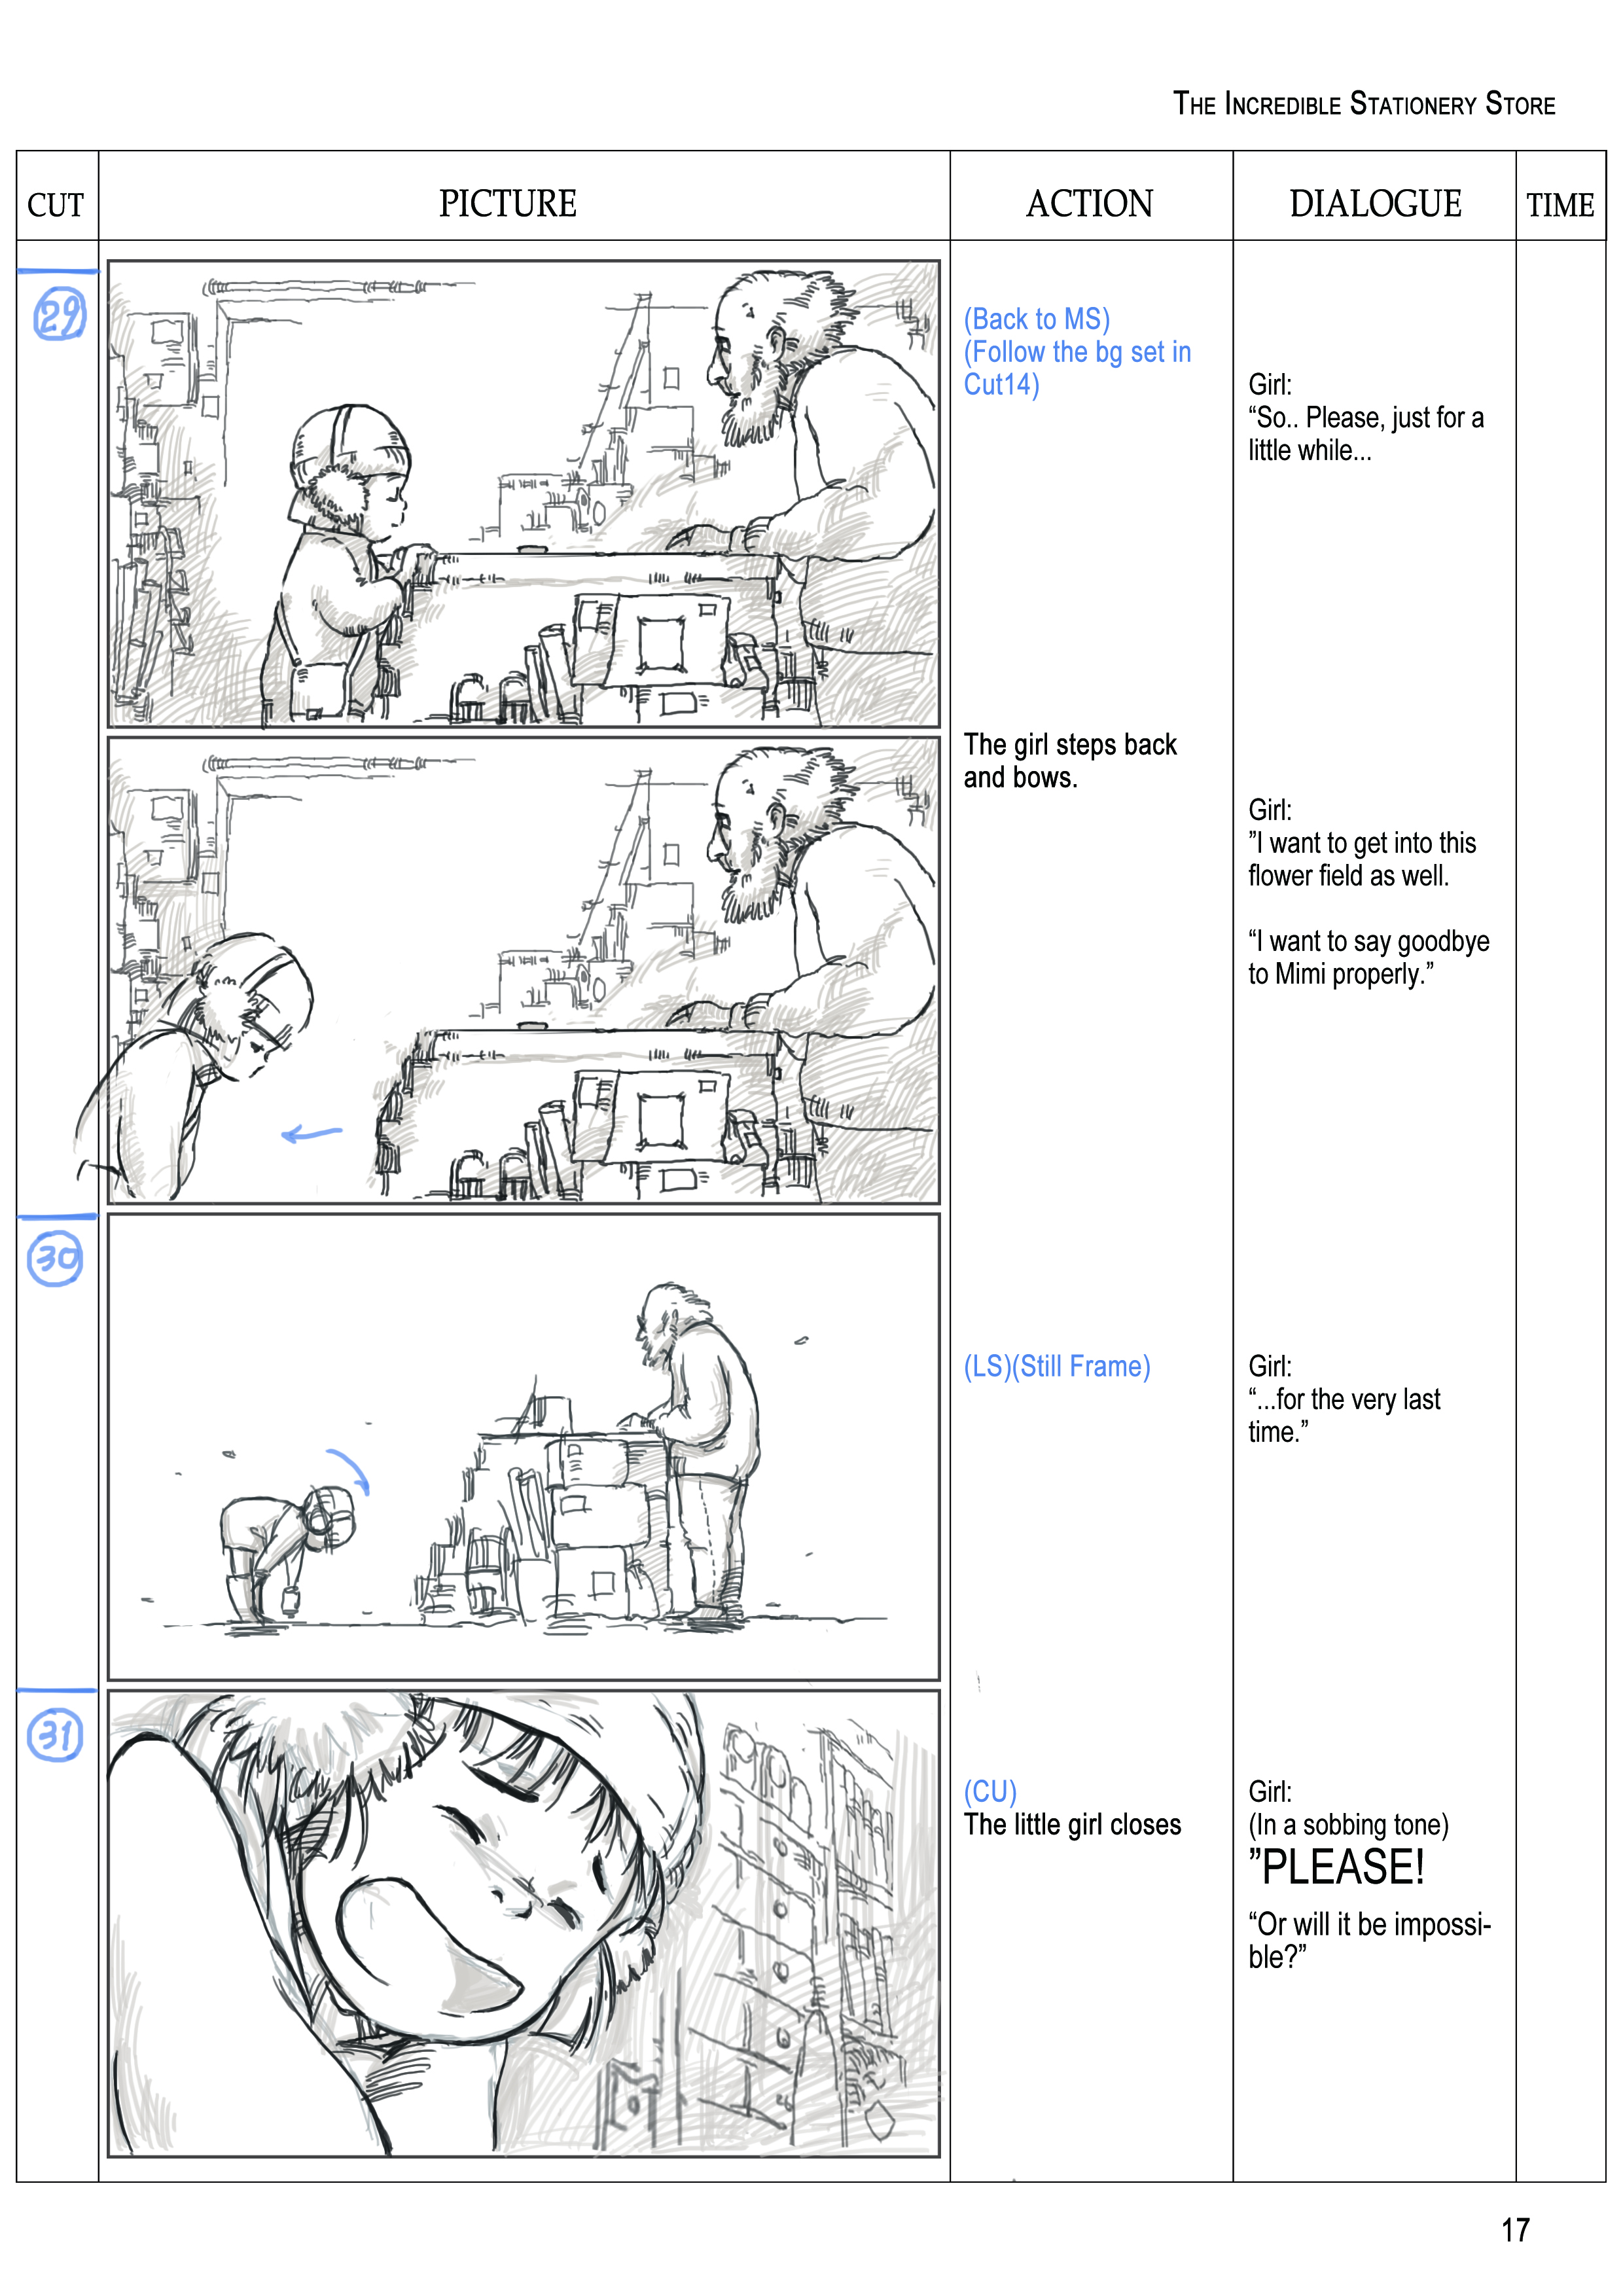 The Incredible Stationery Store
CUT
PICTURE
ACTION
DIALOGUE
TIME
29
(Back to MS)
(Follow the bg set in
Cut14)
Girl:
“So.. Please, just for a
little while...
The girl steps back
and bows.
Girl:
”I want to get into this
flower field as well.
“I want to say goodbye
to Mimi properly.”
30
(LS)(Still Frame)
Girl:
“...for the very last
time.”
31
(CU)
The little girl closes
Girl:
(In a sobbing tone)
”PLEASE!
“Or will it be impossi-
ble?”
17